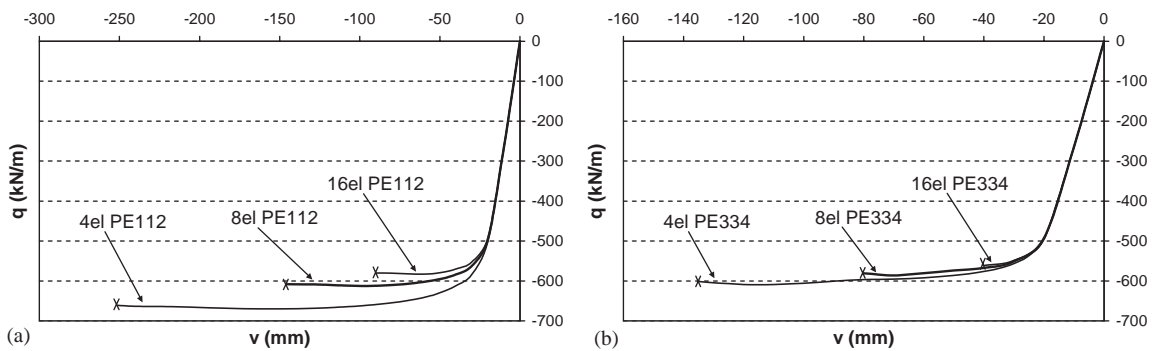 -300 -250 -200 -150 -100 -50 0
0
-100
-200
-300
-400
-500
-600
-700
q (kN/m)
16el PE112
4el PE112
8el PE112
(a)
v (mm)
-160 -140 -120 -100 -80 -60 -40 -20 0
0
-100
-200
-300
-400
-500
-600
-700
q (kN/m)
16el PE334
4el PE334
8el PE334
(b)
v (mm)